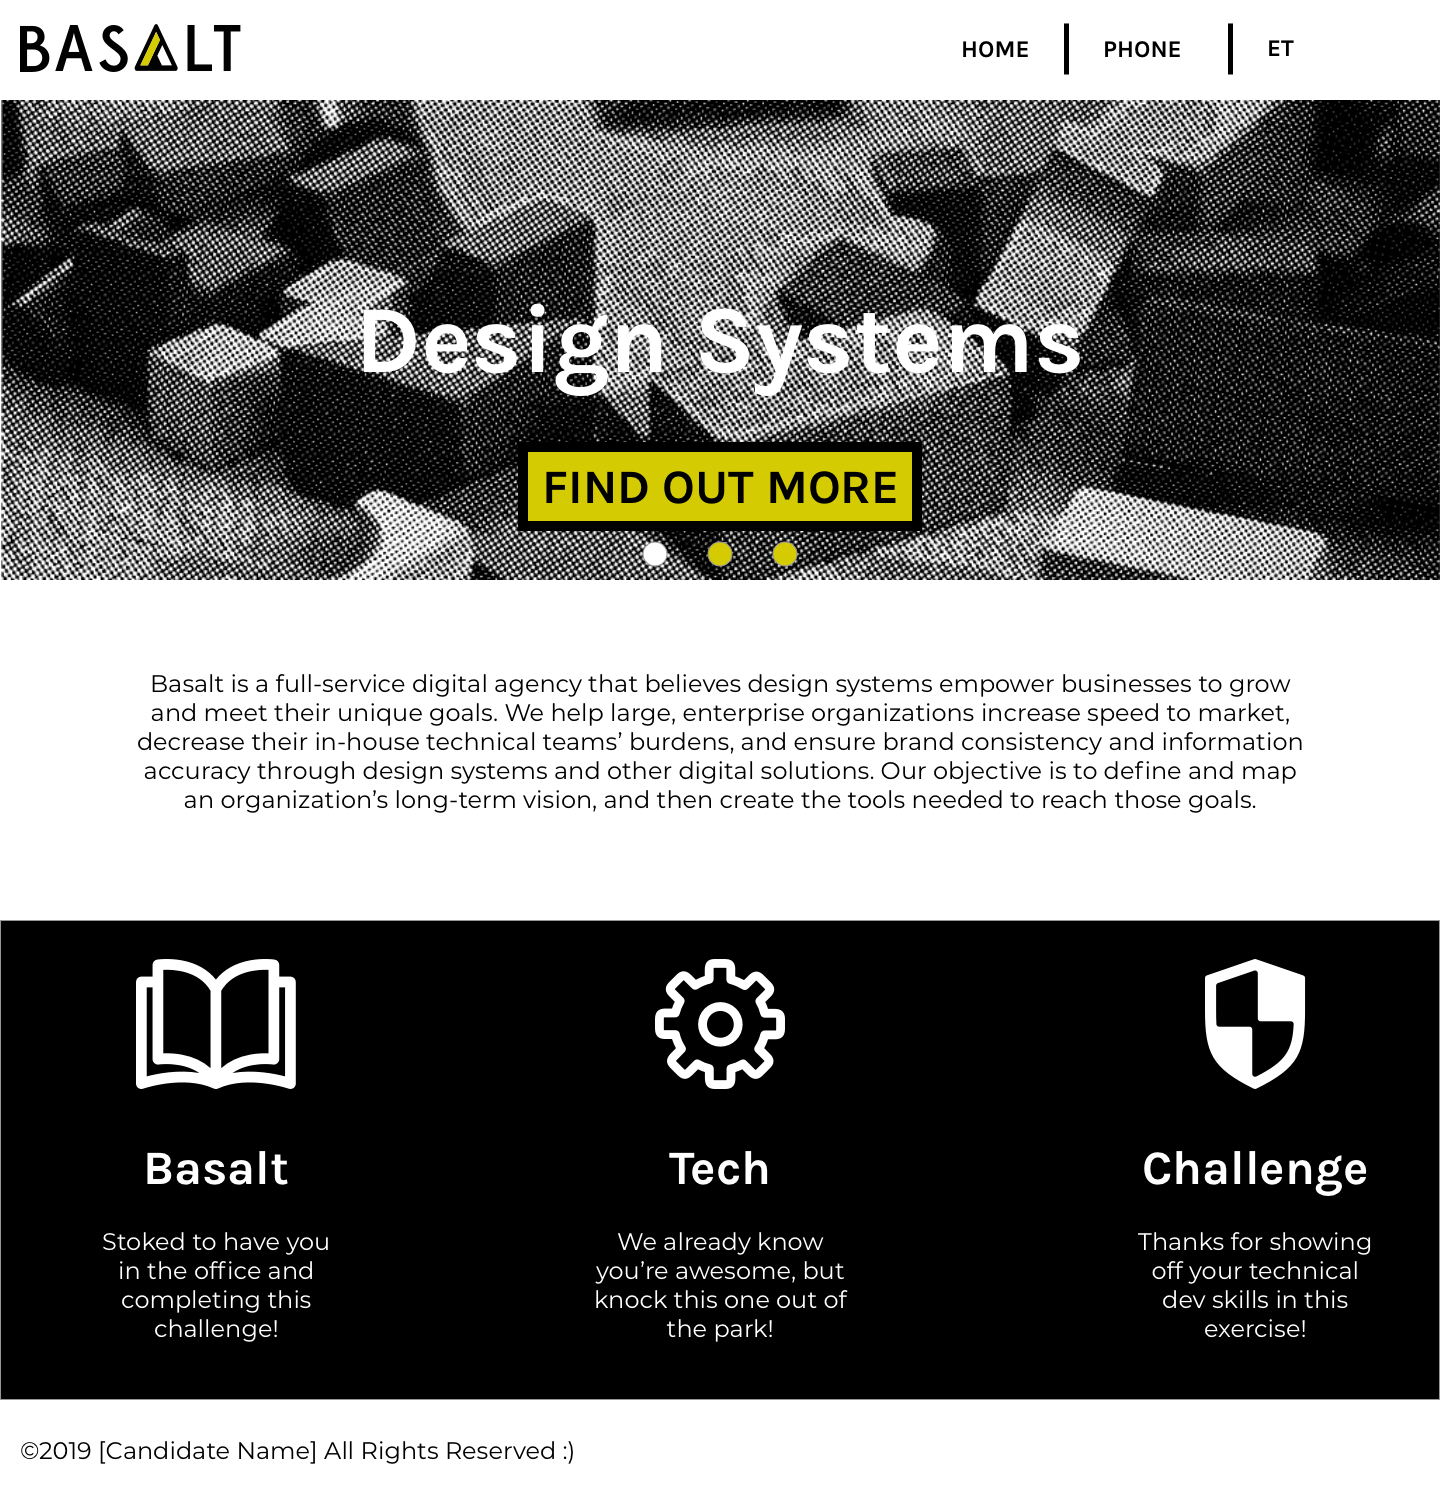 BASALT
HOME
PHONE
ET
Design Systems
FIND OUT MORE
Basalt is a full-service digital agency that believes design systems empower businesses to grow
and meet their unique goals. We help large, enterprise organizations increase speed to market,
decrease their in-house technical teams’ burdens, and ensure brand consistency and information
accuracy through design systems and other digital solutions. Our objective is to define and map
an organization’s long-term vision, and then create the tools needed to reach those goals.
Basalt
Stoked to have you
in the office and
completing this
challenge!
Tech
We already know
you’re awesome, but
knock this one out of
the park!
Challenge
Thanks for showing
off your technical
dev skills in this
exercise!
©2019 [Candidate Name] All Rights Reserved :)